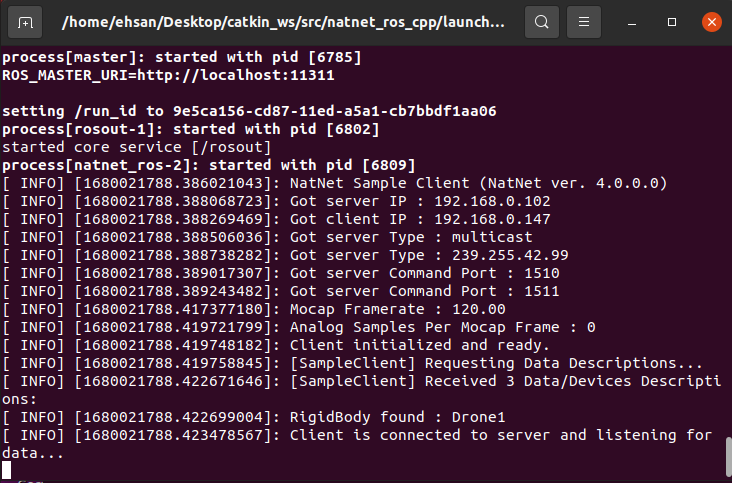 /home/ehsan/Desktop/catkin_ws/src/natnet_ros_cpp/launch...
process[master]: started with pid [6785]
ROS_MASTER_URI=http://localhost:11311
setting /run_id to 9e5ca156-cd87-11ed-a5a1-cb7bbdf1aa06
process[rosout-1]: started with pid [6802]
started core service [/rosout]
process[natnet_ros-2]: started with pid [6809]
[ INFO] [1680021788.386021043]: NatNet Sample Client (NatNet ver. 4.0.0.0)
[ INFO] [1680021788.388068723]: Got server IP : 192.168.0.102
[ INFO] [1680021788.388269469]: Got client IP : 192.168.0.147
[ INFO] [1680021788.388506036]: Got server Type : multicast
[ INFO] [1680021788.388738282]: Got server Type : 239.255.42.99
[ INFO] [1680021788.389017307]: Got server Command Port : 1510
[ INFO] [1680021788.389243482]: Got server Command Port : 1511
[ INFO] [1680021788.417377180]: Mocap Framerate : 120.00
[ INFO] [1680021788.419721799]: Analog Samples Per Mocap Frame : 0
[ INFO] [1680021788.419748182]: Client initialized and ready.
[ INFO] [1680021788.419758845]: [SampleClient] Requesting Data Descriptions...
[ INFO] [1680021788.422671646]: [SampleClient] Received 3 Data/Devices Descripti
ons:
[ INFO] [1680021788.422699004]: RigidBody found : Drone1
[ INFO] [1680021788.423478567]: Client is connected to server and listening for
data...